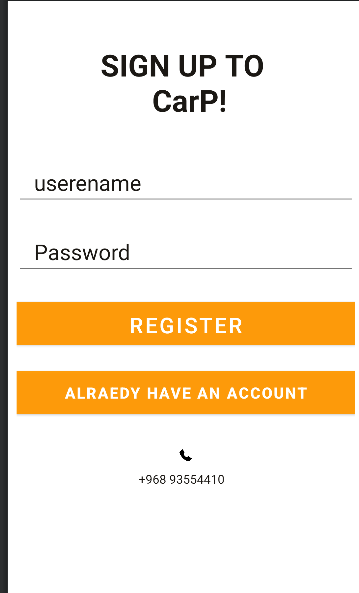 SIGN UP TO
CarP!
userename
Password
REGISTER
ALRAEDY HAVE AN ACCOUNT
+968 93554410